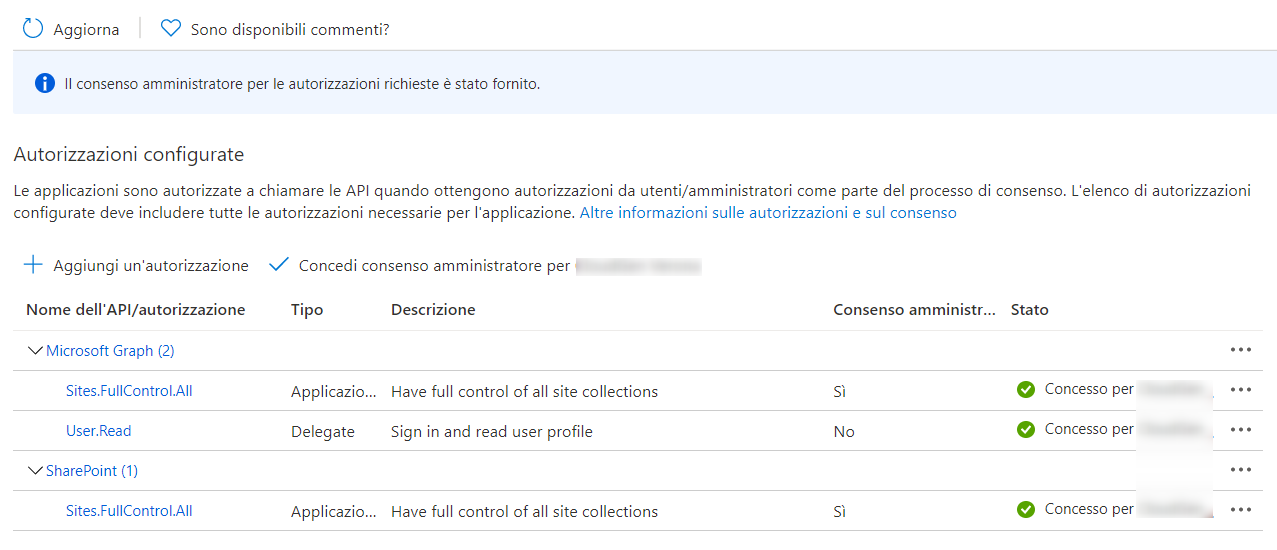 Aggiorna Sono disponibili commenti?
Il consenso amministratore per le autorizzazioni richieste è stato fornito.
Autorizzazioni configurate
Le applicazioni sono autorizzate a chiamare le API quando ottengono autorizzazioni da utenti/amministratori come parte del processo di consenso. L'elenco di autorizzazioni
configurate deve includere tutte le autorizzazioni necessarie per l'applicazione. Altre informazioni sulle autorizzazioni e sul consenso
Aggiungi un'autorizzazione Concedi consenso amministratore per
Nome dell'API/autorizzazione Tipo Descrizione Consenso amministr... Stato
Microsoft Graph (2)
Sites.FullControl.All Applicazio... Have full control of all site collections Sì Concesso per
User.Read Delegate Sign in and read user profile No Concesso per
SharePoint (1)
Sites.FullControl.All Applicazio... Have full control of all site collections Sì Concesso per